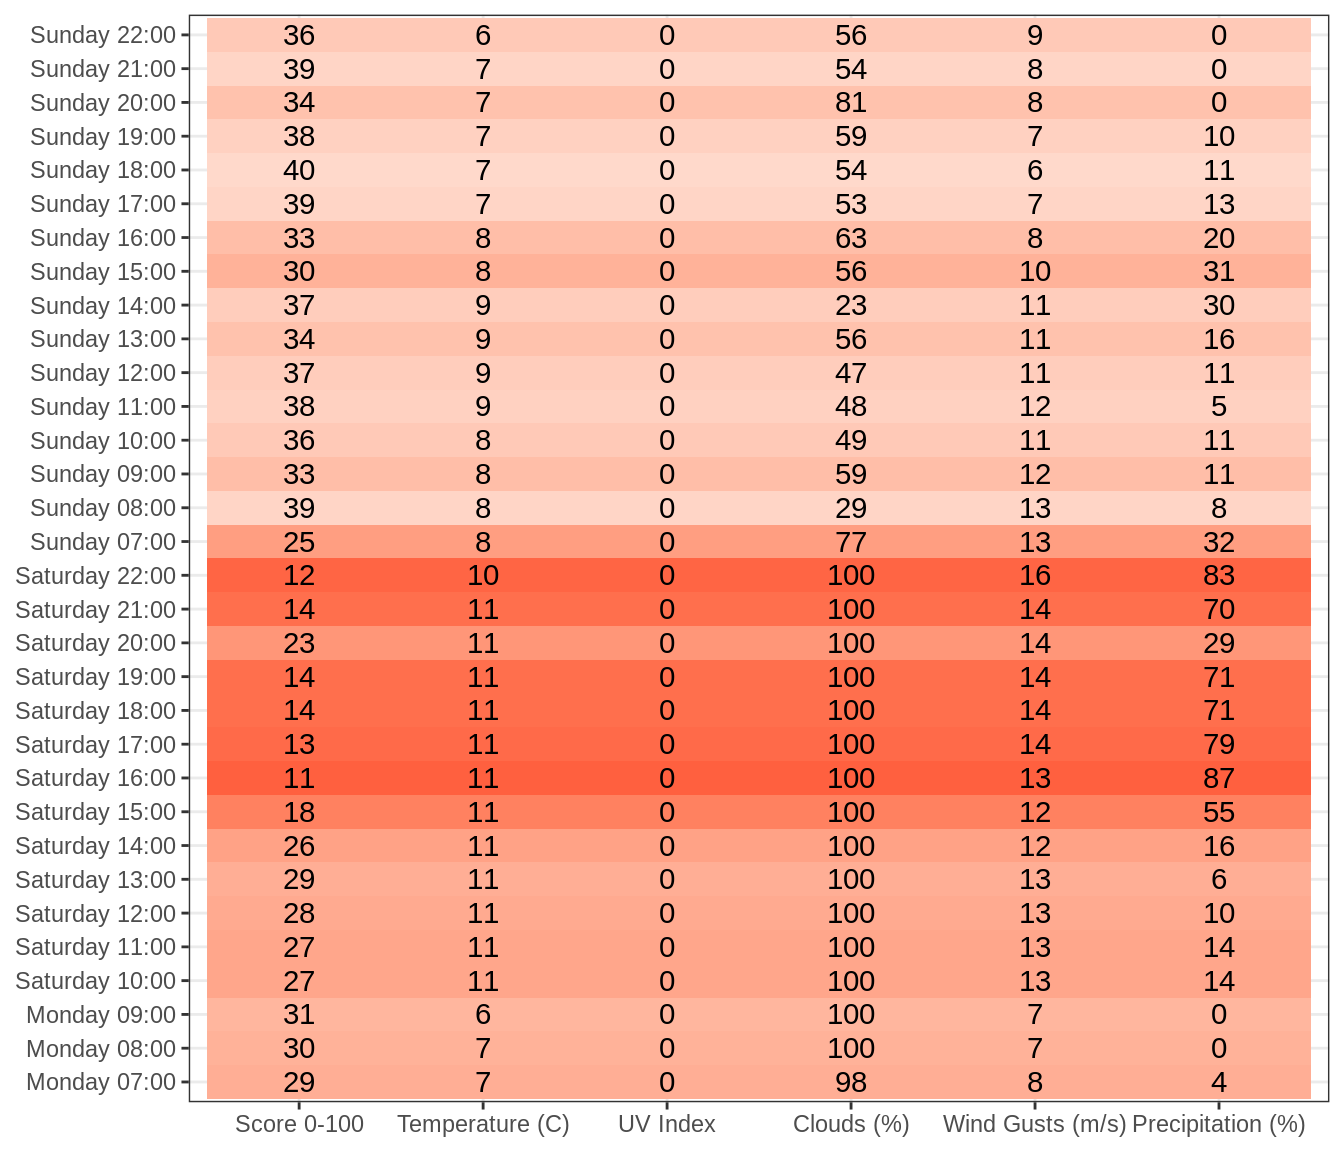 Sunday 22:00 36 6 0 56 9 0
Sunday 21:00 39 7 0 54 8 0
Sunday 20:00 34 7 0 81 8 0
Sunday 19:00 38 7 0 59 7 10
Sunday 18:00 40 7 0 54 6 11
Sunday 17:00 39 7 0 53 7 13
Sunday 16:00 33 8 0 63 8 20
Sunday 15:00 30 8 0 56 10 31
Sunday 14:00 37 9 0 23 11 30
Sunday 13:00 34 9 0 56 11 16
Sunday 12:00 37 9 0 47 11 11
Sunday 11:00 38 9 0 48 12 5
Sunday 10:00 36 8 0 49 11 11
Sunday 09:00 33 8 0 59 12 11
Sunday 08:00 39 8 0 29 13 8
Sunday 07:00 25 8 0 77 13 32
Saturday 22:00 12 10 0 100 16 83
Saturday 21:00 14 11 0 100 14 70
Saturday 20:00 23 11 0 100 14 29
Saturday 19:00 14 11 0 100 14 71
Saturday 18:00 14 11 0 100 14 71
Saturday 17:00 13 11 0 100 14 79
Saturday 16:00 11 11 0 100 13 87
Saturday 15:00 18 11 0 100 12 55
Saturday 14:00 26 11 0 100 12 16
Saturday 13:00 29 11 0 100 13 6
Saturday 12:00 28 11 0 100 13 10
Saturday 11:00 27 11 0 100 13 14
Saturday 10:00 27 11 0 100 13 14
Monday 09:00 31 6 0 100 7 0
Monday 08:00 30 7 0 100 7 0
Monday 07:00 29 7 0 98 8 4
Score 0-100 Temperature (C) UV Index Clouds (%) Wind Gusts (m/s) Precipitation (%)